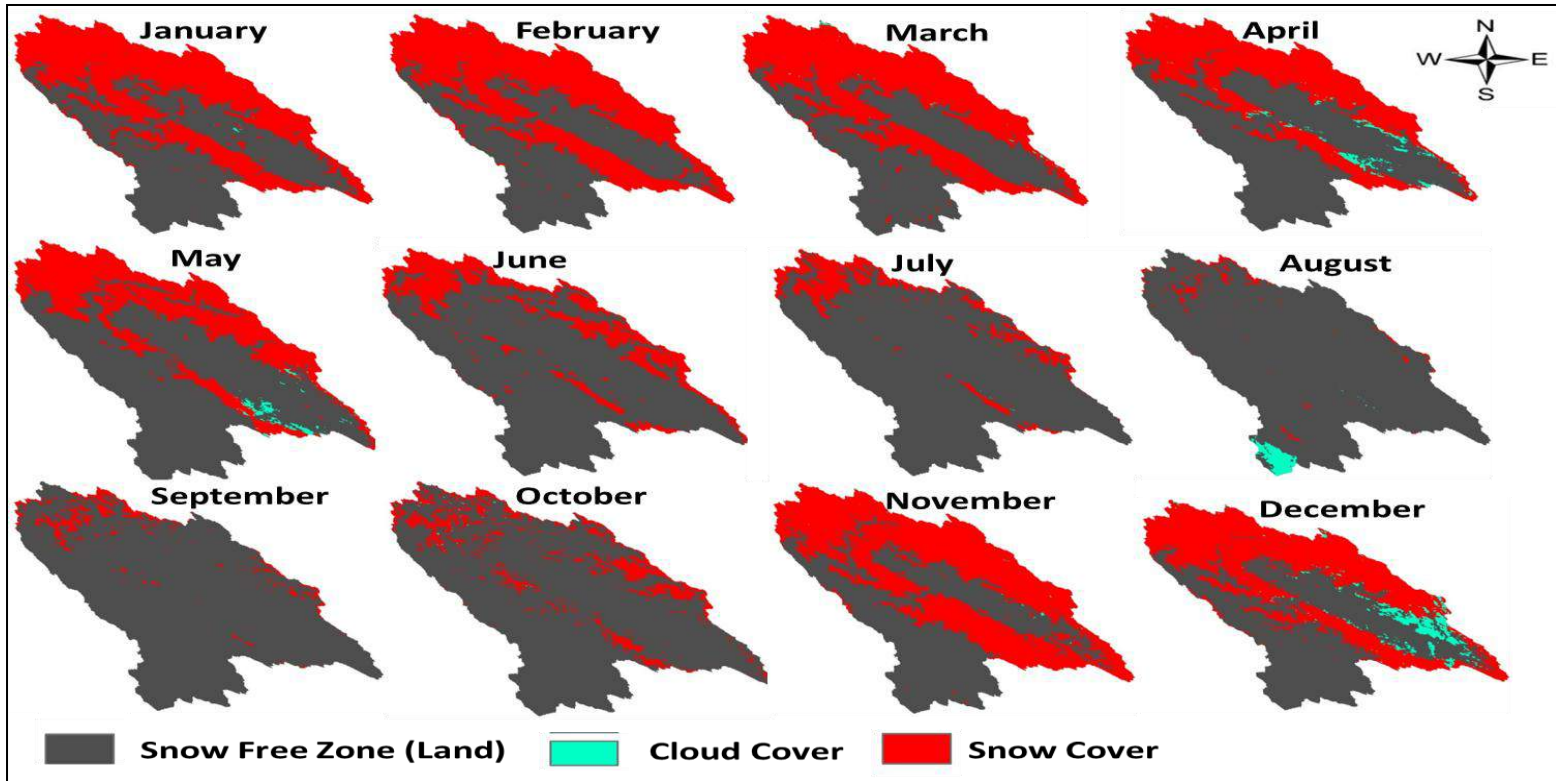 January
February
March
April
N
W
E
S
May
June
July
August
September
October
November
December
Snow Free Zone (Land)
Cloud Cover
Snow Cover